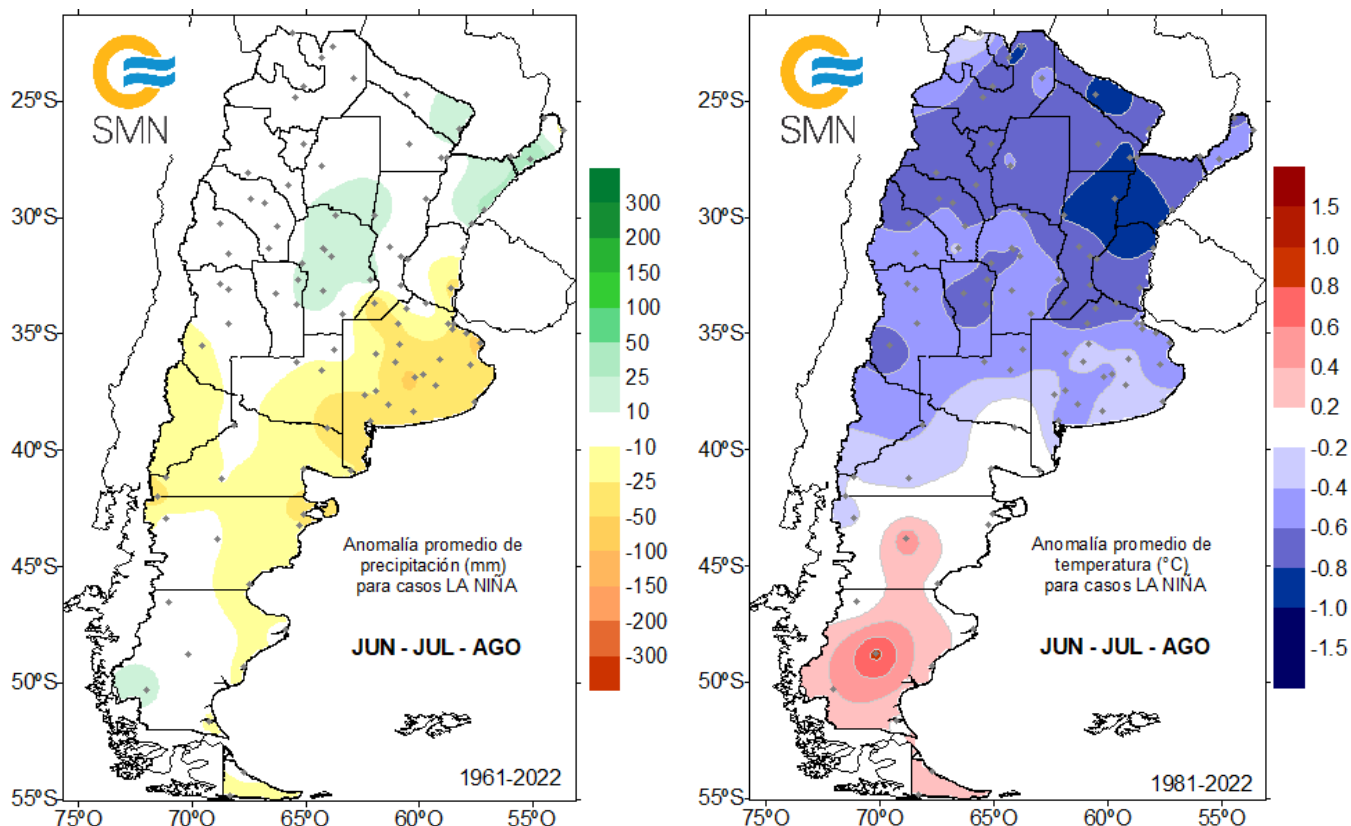 SMN
25ºS
30ºS
35ºS
40ºS
45ºS
50ºS
55ºS
75ºO
70ºO
65ºO
60ºO
55ºO
300
200
150
100
50
25
10
-10
-25
-50
-100
-150
-200
-300
Anomalía promedio de
precipitación (mm)
para casos LA NIÑA
JUN - JUL - AGO
1961-2022
SMN
25ºS
30ºS
35ºS
40ºS
45ºS
50ºS
55ºS
75ºO
70ºO
65ºO
60ºO
55ºO
1.5
1.0
0.8
0.6
0.4
0.2
-0.2
-0.4
-0.6
-0.8
-1.0
-1.5
Anomalía promedio de
temperatura (°C)
para casos LA NIÑA
JUN - JUL - AGO
1981-2022